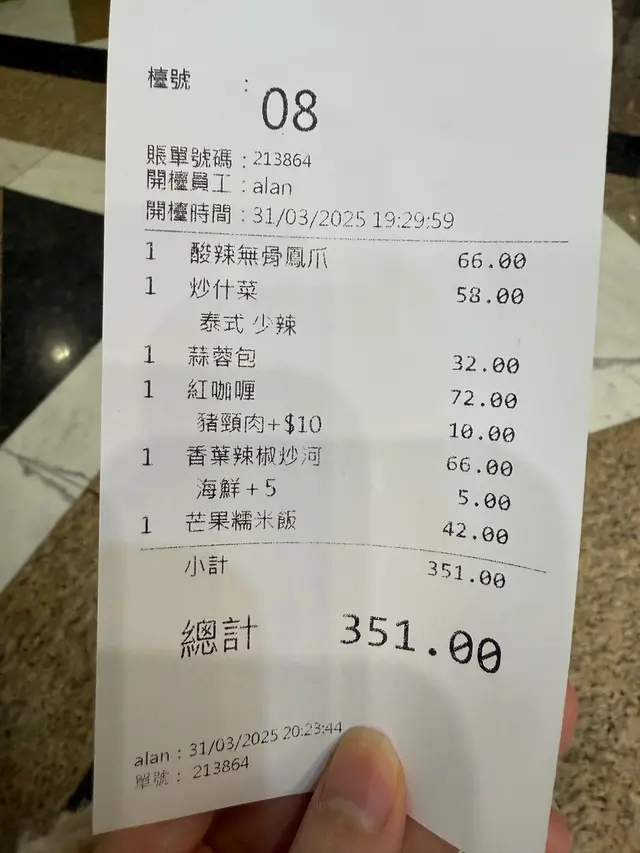 檯號 : 08
賬單號碼 : 213864
開檯員工 : alan
開檯時間 : 31/03/2025 19:29:59
1 酸辣無骨鳳爪 66.00
1 炒什菜 58.00
泰式 少辣
1 蒜蓉包 32.00
1 紅咖喱 72.00
豬頸肉+$10 10.00
1 香葉辣椒炒河 66.00
海鮮+5 5.00
1 芒果糯米飯 42.00
小計 351.00
總計 351.00
alan : 31/03/2025 20:23:44
單號 : 213864